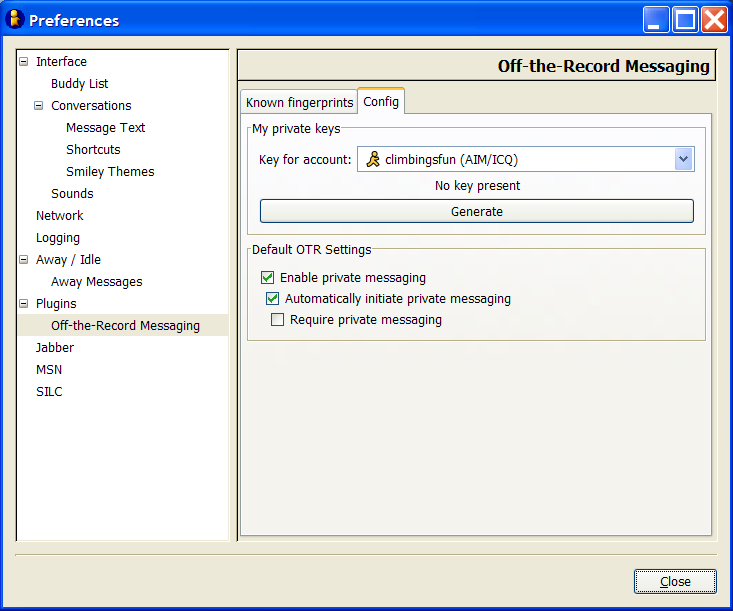 Preferences
Interface
Buddy List
Conversations
Message Text
Shortcuts
Smiley Themes
Sounds
Network
Logging
Away / Idle
Away Messages
Plugins
Off-the-Record Messaging
Jabber
MSN
SILC
Off-the-Record Messaging
Known fingerprints Config
My private keys
Key for account: climbingsfun (AIM/ICQ)
No key present
Generate
Default OTR Settings
Enable private messaging
Automatically initiate private messaging
Require private messaging
Close